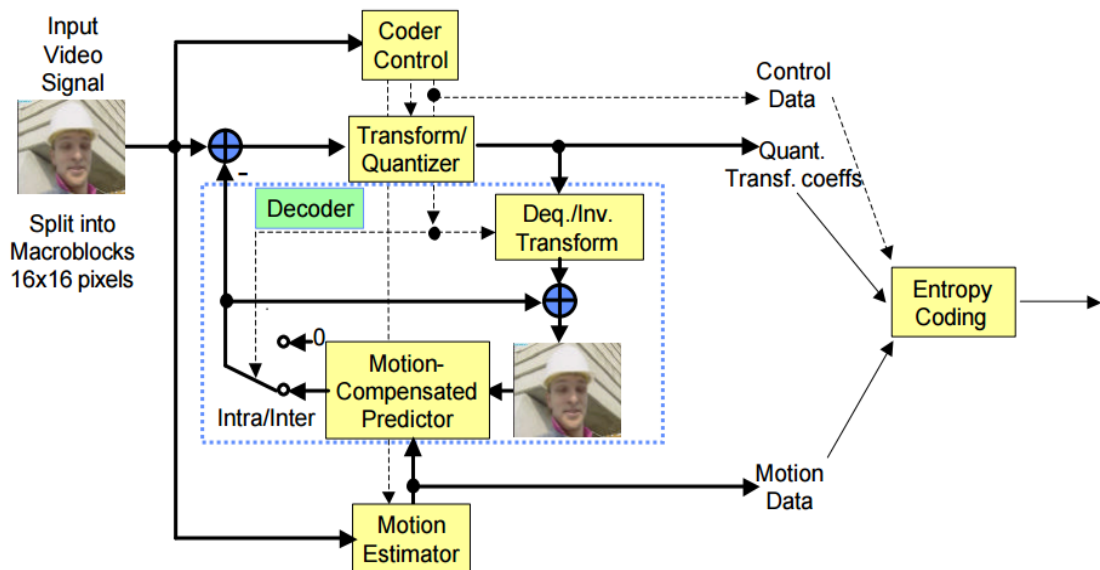 Input
Video
Signal
Coder
Control
Control
Data
Transform/
Quantizer
Quant.
Transf. coeffs
-
Decoder
Split into
Macroblocks
16x16 pixels
Deq./Inv.
Transform
Entropy
Coding
0
Motion-
Compensated
Predictor
Intra/Inter
Motion
Data
Motion
Estimator